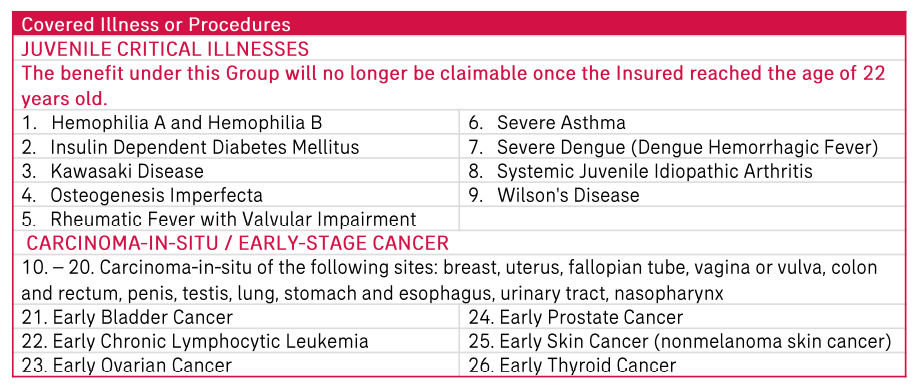 Covered Illness or Procedures
JUVENILE CRITICAL ILLNESSES
The benefit under this Group will no longer be claimable once the Insured reached the age of 22
years old.
1. Hemophilia A and Hemophilia B
6. Severe Asthma
2. Insulin Dependent Diabetes Mellitus
7. Severe Dengue (Dengue Hemorrhagic Fever)
3. Kawasaki Disease
8. Systemic Juvenile Idiopathic Arthritis
4. Osteogenesis Imperfecta
9. Wilson's Disease
5. Rheumatic Fever with Valvular Impairment
CARCINOMA-IN-SITU / EARLY-STAGE CANCER
10. – 20. Carcinoma-in-situ of the following sites: breast, uterus, fallopian tube, vagina or vulva, colon
and rectum, penis, testis, lung, stomach and esophagus, urinary tract, nasopharynx
21. Early Bladder Cancer
24. Early Prostate Cancer
22. Early Chronic Lymphocytic Leukemia
25. Early Skin Cancer (nonmelanoma skin cancer)
23. Early Ovarian Cancer
26. Early Thyroid Cancer